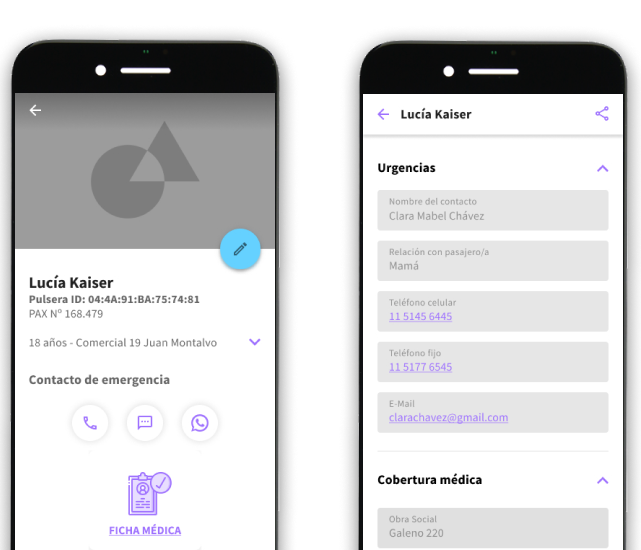 Lucía Kaiser
Pulsera ID: 04:4A:91:BA:75:74:81
PAX Nº 168.479
18 años - Comercial 19 Juan Montalvo
Contacto de emergencia
FICHA MÉDICA
Lucía Kaiser
Urgencias
Nombre del contacto
Clara Mabel Chávez
Relación con pasajero/a
Mamá
Teléfono celular
11 5145 6445
Teléfono fijo
11 5177 6545
E-Mail
clarachavez@gmail.com
Cobertura médica
Obra Social
Galeno 220